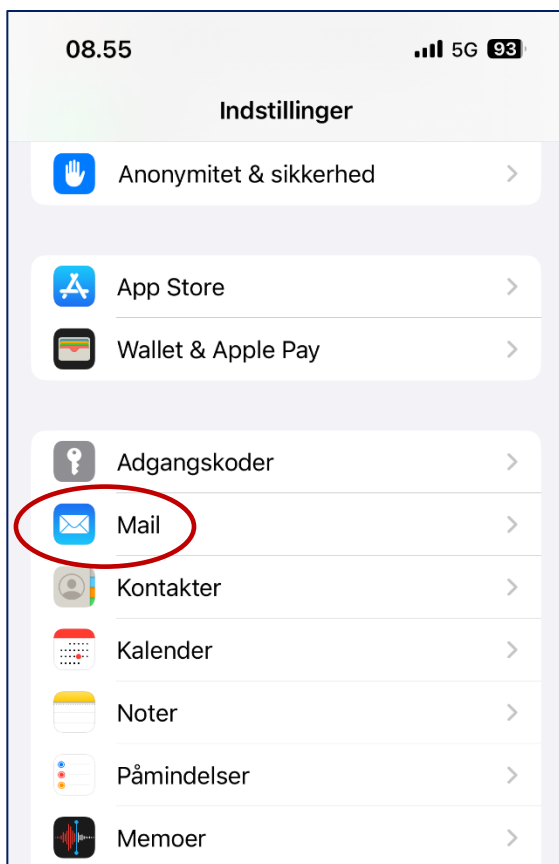 08.55 5G 93
Indstillinger
Anonymitet & sikkerhed
App Store
Wallet & Apple Pay
Adgangskoder
Mail
Kontakter
Kalender
Noter
Påmindelser
Memoer